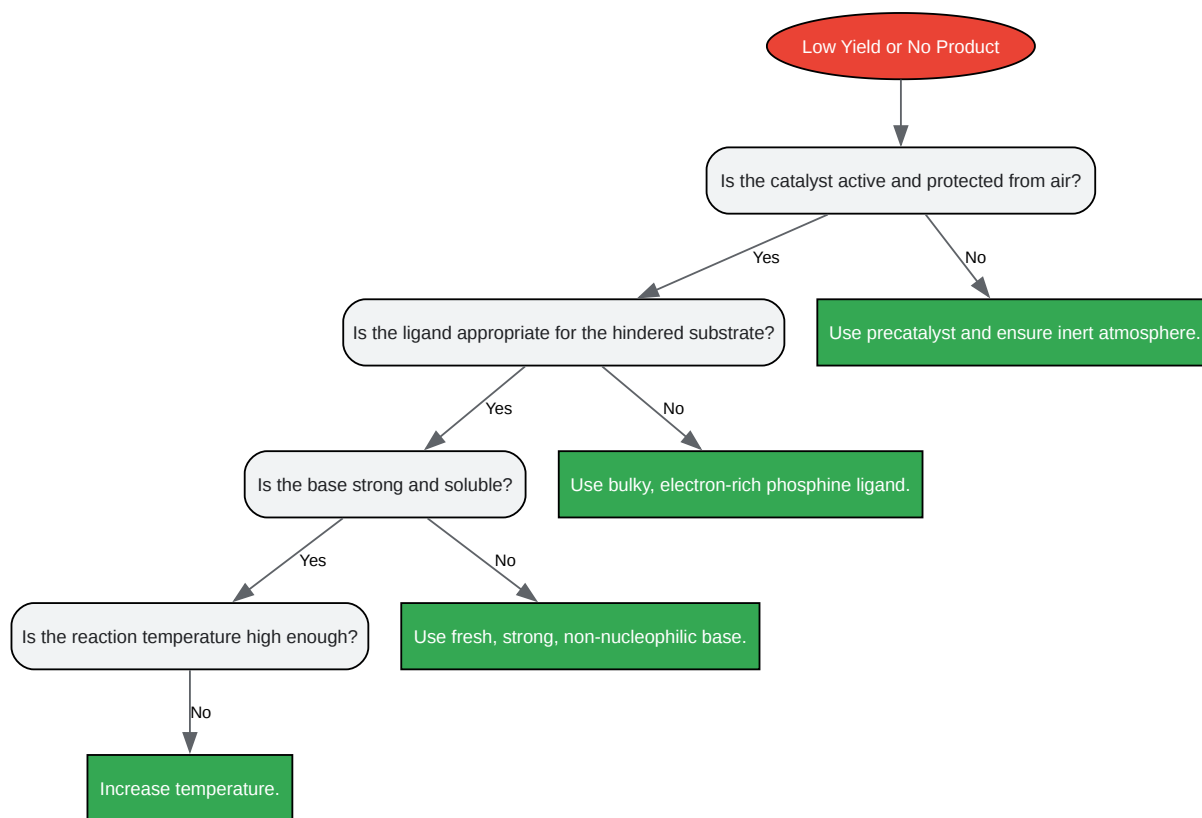 Low Yield or No Product
Is the catalyst active and protected from air?
Yes
No
Is the ligand appropriate for the hindered substrate?
Use precatalyst and ensure inert atmosphere.
Yes
No
Is the base strong and soluble?
Use bulky, electron-rich phosphine ligand.
Yes
No
Is the reaction temperature high enough?
Use fresh, strong, non-nucleophilic base.
No
Increase temperature.